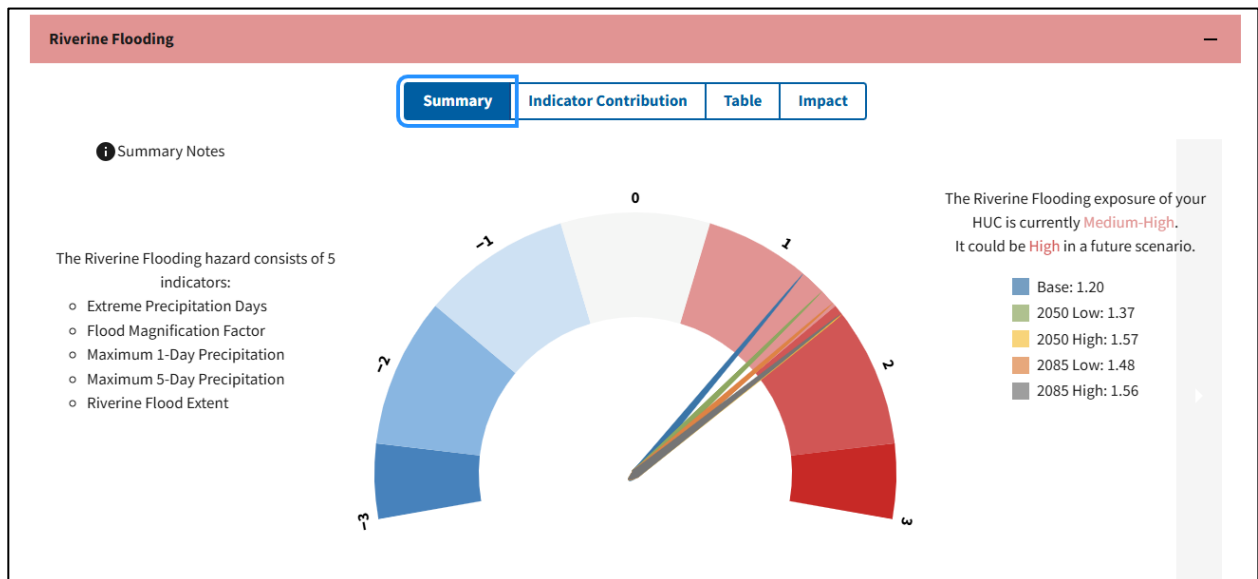 Riverine Flooding
Summary
Indicator Contribution
Table
Impact
Summary Notes
The Riverine Flooding hazard consists of 5
indicators:
Extreme Precipitation Days
Flood Magnification Factor
Maximum 1-Day Precipitation
Maximum 5-Day Precipitation
Riverine Flood Extent
−3
−2
−1
0
1
2
3
The Riverine Flooding exposure of your
HUC is currently Medium-High.
It could be High in a future scenario.
Base: 1.20
2050 Low: 1.37
2050 High: 1.57
2085 Low: 1.48
2085 High: 1.56